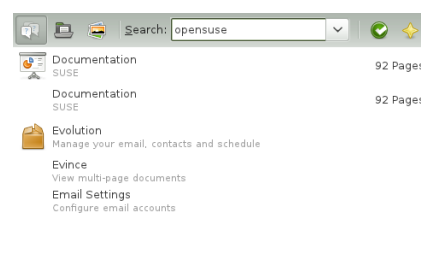 Search: opensuse
Documentation
SUSE
92 Pages
Documentation
SUSE
92 Pages
Evolution
Manage your email, contacts and schedule
Evince
View multi-page documents
Email Settings
Configure email accounts